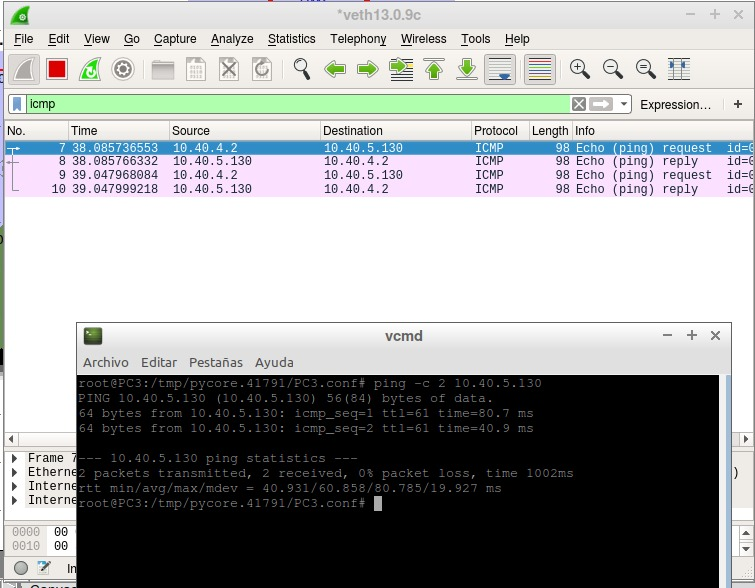 *veth13.0.9c
File Edit View Go Capture Analyze Statistics Telephony Wireless Tools Help
icmp Expression... +
No. Time Source Destination Protocol Length Info
7 38.085736553 10.40.4.2 10.40.5.130 ICMP 98 Echo (ping) request id=0
8 38.085766332 10.40.5.130 10.40.4.2 ICMP 98 Echo (ping) reply id=0
9 39.047968084 10.40.4.2 10.40.5.130 ICMP 98 Echo (ping) request id=0
10 39.047999218 10.40.5.130 10.40.4.2 ICMP 98 Echo (ping) reply id=0
vcmd
Archivo Editar Pestañas Ayuda
root@PC3:/tmp/pycore.41791/PC3.conf# ping -c 2 10.40.5.130
PING 10.40.5.130 (10.40.5.130) 56(84) bytes of data.
64 bytes from 10.40.5.130: icmp_seq=1 ttl=61 time=80.7 ms
64 bytes from 10.40.5.130: icmp_seq=2 ttl=61 time=40.9 ms
--- 10.40.5.130 ping statistics ---
2 packets transmitted, 2 received, 0% packet loss, time 1002ms
rtt min/avg/max/mdev = 40.931/60.858/80.785/19.927 ms
root@PC3:/tmp/pycore.41791/PC3.conf#
Frame 7
Etherne
Interne
Interne
0000 00
0010 00
In